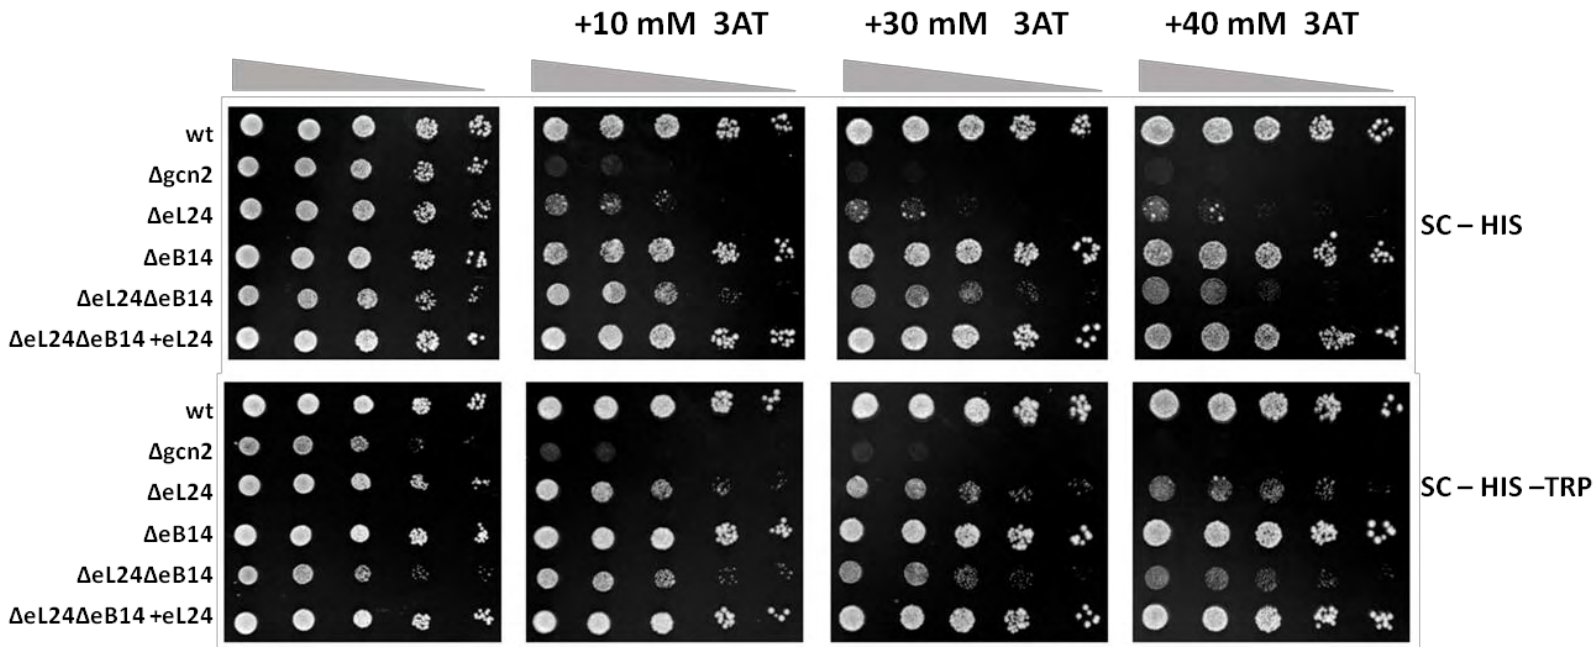 +10 mM 3AT +30 mM 3AT +40 mM 3AT
wt
Δgcn2
ΔeL24
ΔeB14
ΔeL24ΔeB14
ΔeL24ΔeB14 +eL24
SC – HIS
wt
Δgcn2
ΔeL24
ΔeB14
ΔeL24ΔeB14
ΔeL24ΔeB14 +eL24
SC – HIS –TRP